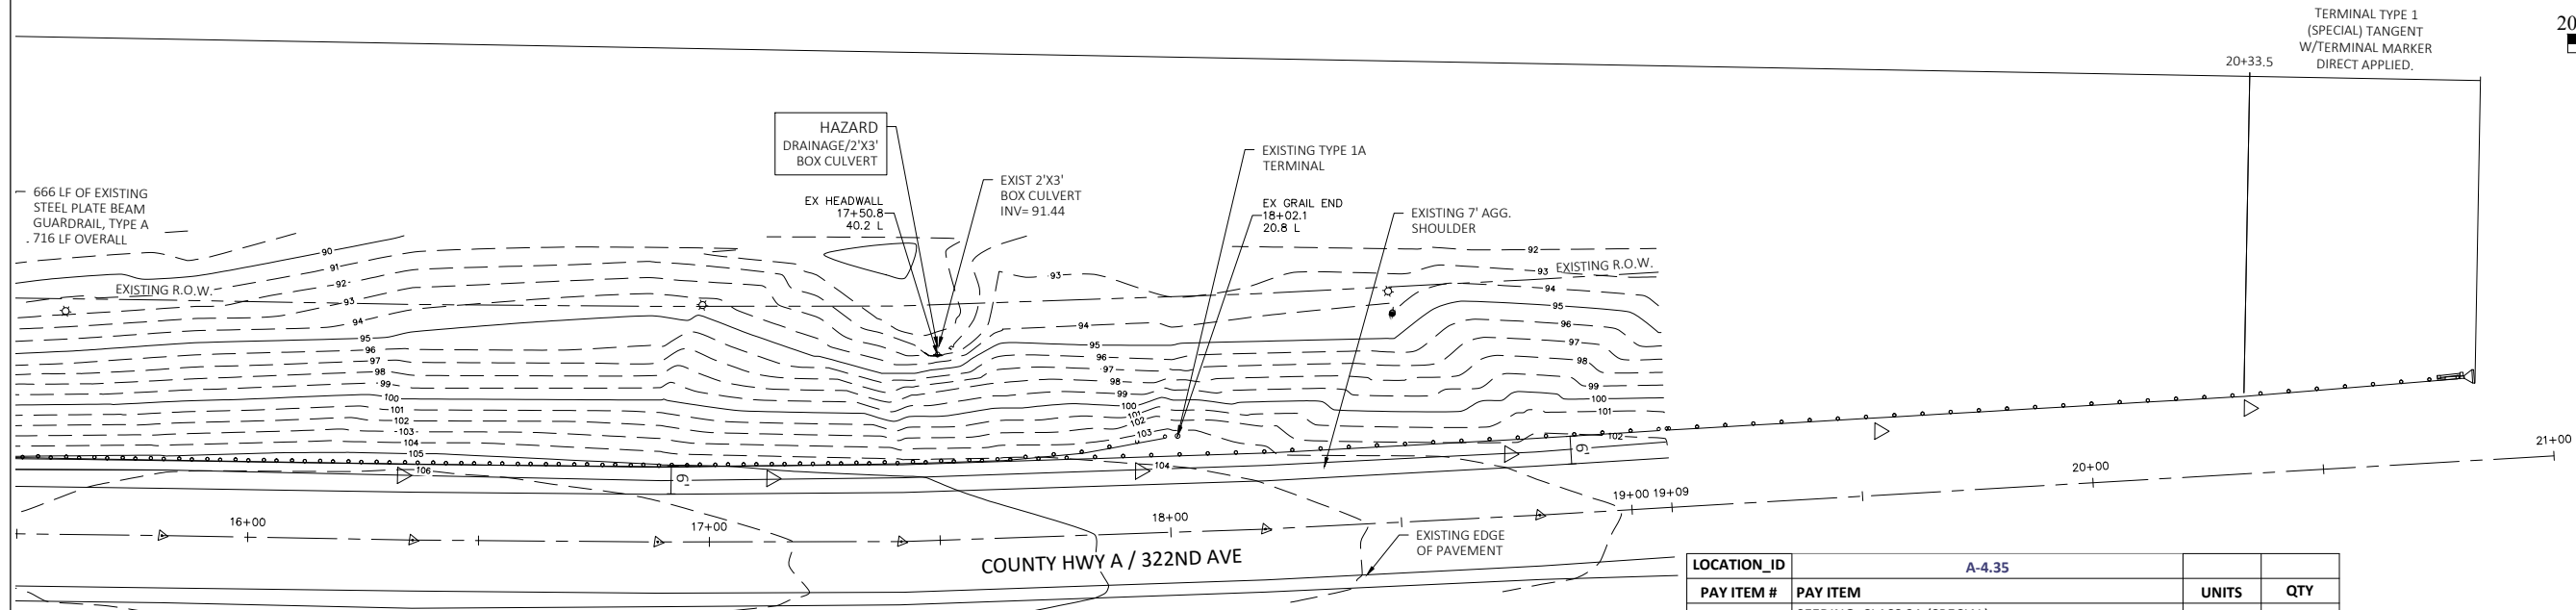 TERMINAL TYPE 1
(SPECIAL) TANGENT
W/TERMINAL MARKER
DIRECT APPLIED.
20
20+33.5
HAZARD
DRAINAGE/2'X3'
BOX CULVERT
EXISTING TYPE 1A
TERMINAL
EXIST 2'X3'
BOX CULVERT
INV= 91.44
666 LF OF EXISTING
STEEL PLATE BEAM
GUARDRAIL, TYPE A
716 LF OVERALL
EX HEADWALL
17+50.8
40.2 L
EX GRAIL END
18+02.1
20.8 L
EXISTING 7' AGG.
SHOULDER
90
91
92
93
94
95
96
97
98
99
100
101
102
103
104
105
106
EXISTING R.O.W.
93
94
95
96
97
98
99
100
101
102
103
104
92
93
EXISTING R.O.W.
94
95
96
97
98
99
100
101
102
6'
6'
16+00
17+00
18+00
19+00 19+09
20+00
21+00
COUNTY HWY A / 322ND AVE
EXISTING EDGE
OF PAVEMENT
LOCATION_ID A-4.35
PAY ITEM # PAY ITEM UNITS QTY